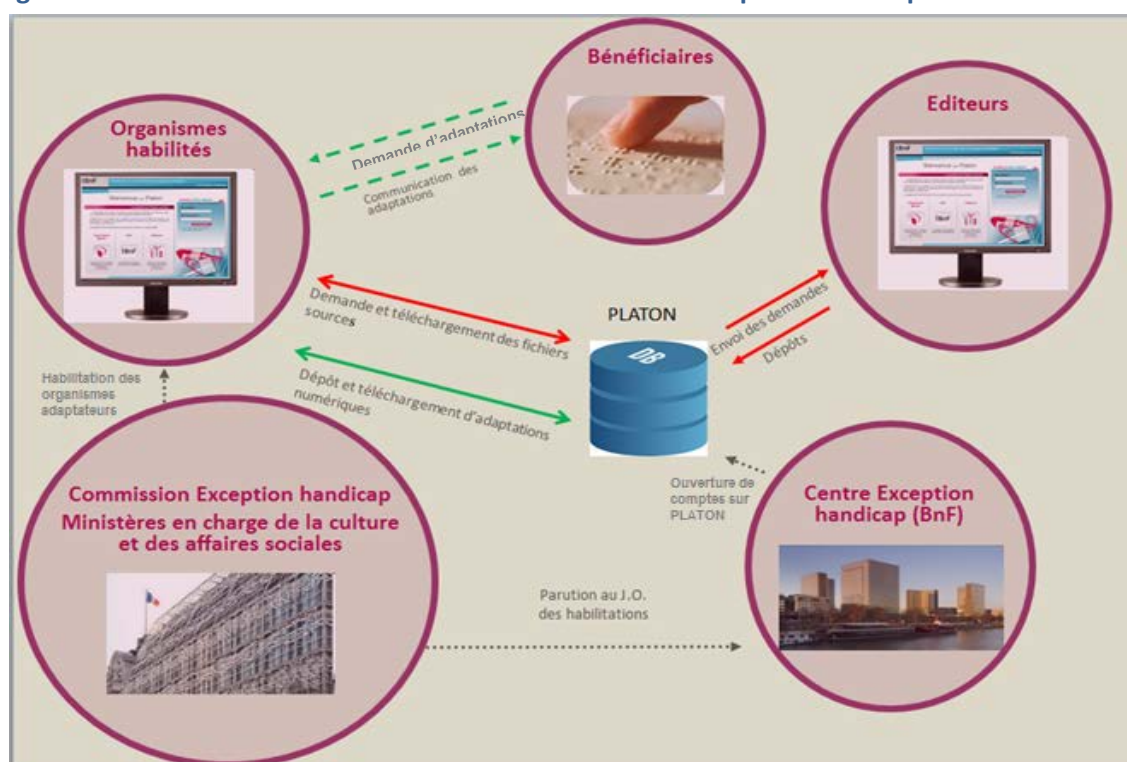 Bénéficiaires
Editeurs
Organismes
habilités
Demande d'adaptations
Communication des
adaptations
Demande et téléchargement des fichiers
sources
PLATON
DB
Envoi des demandes
Dépôts
Dépôt et téléchargement d'adaptations
numériques
Habilitation des
organismes
adaptateurs
Commission Exception handicap
Ministères en charge de la culture
et des affaires sociales
Ouverture de
comptes sur
PLATON
Centre Exception
handicap (BnF)
Parution au J.O.
des habilitations